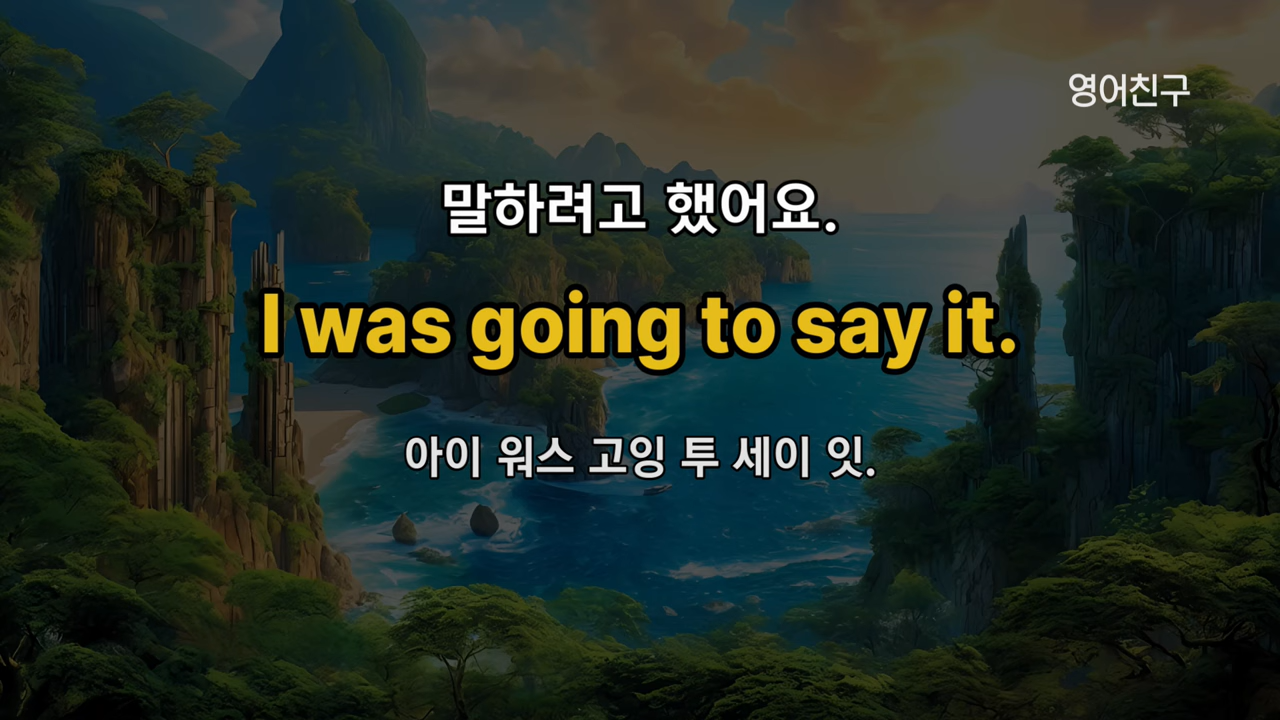 영어친구
말하려고 했어요.
I was going to say it.
아이 워스 고잉 투 세이 잇.